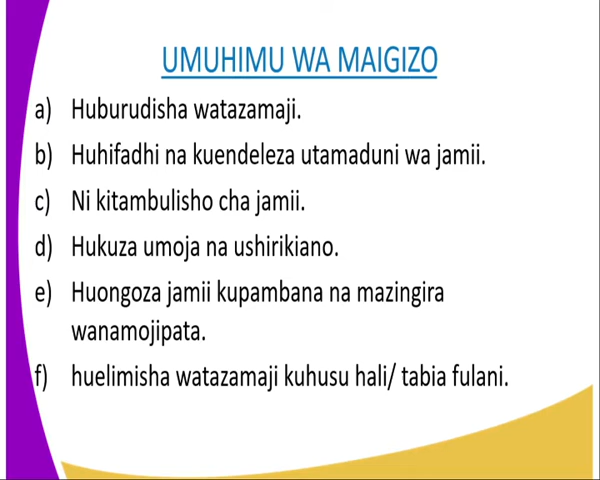 UMUHIMU WA MAIGIZO
a) Huburudisha watazamaji.
b) Huhifadhi na kuendeleza utamaduni wa jamii.
c) Ni kitambulisho cha jamii.
d) Hukuza umoja na ushirikiano.
e) Huongoza jamii kupambana na mazingira
wanamojipata.
f) huelimisha watazamaji kuhusu hali/ tabia fulani.